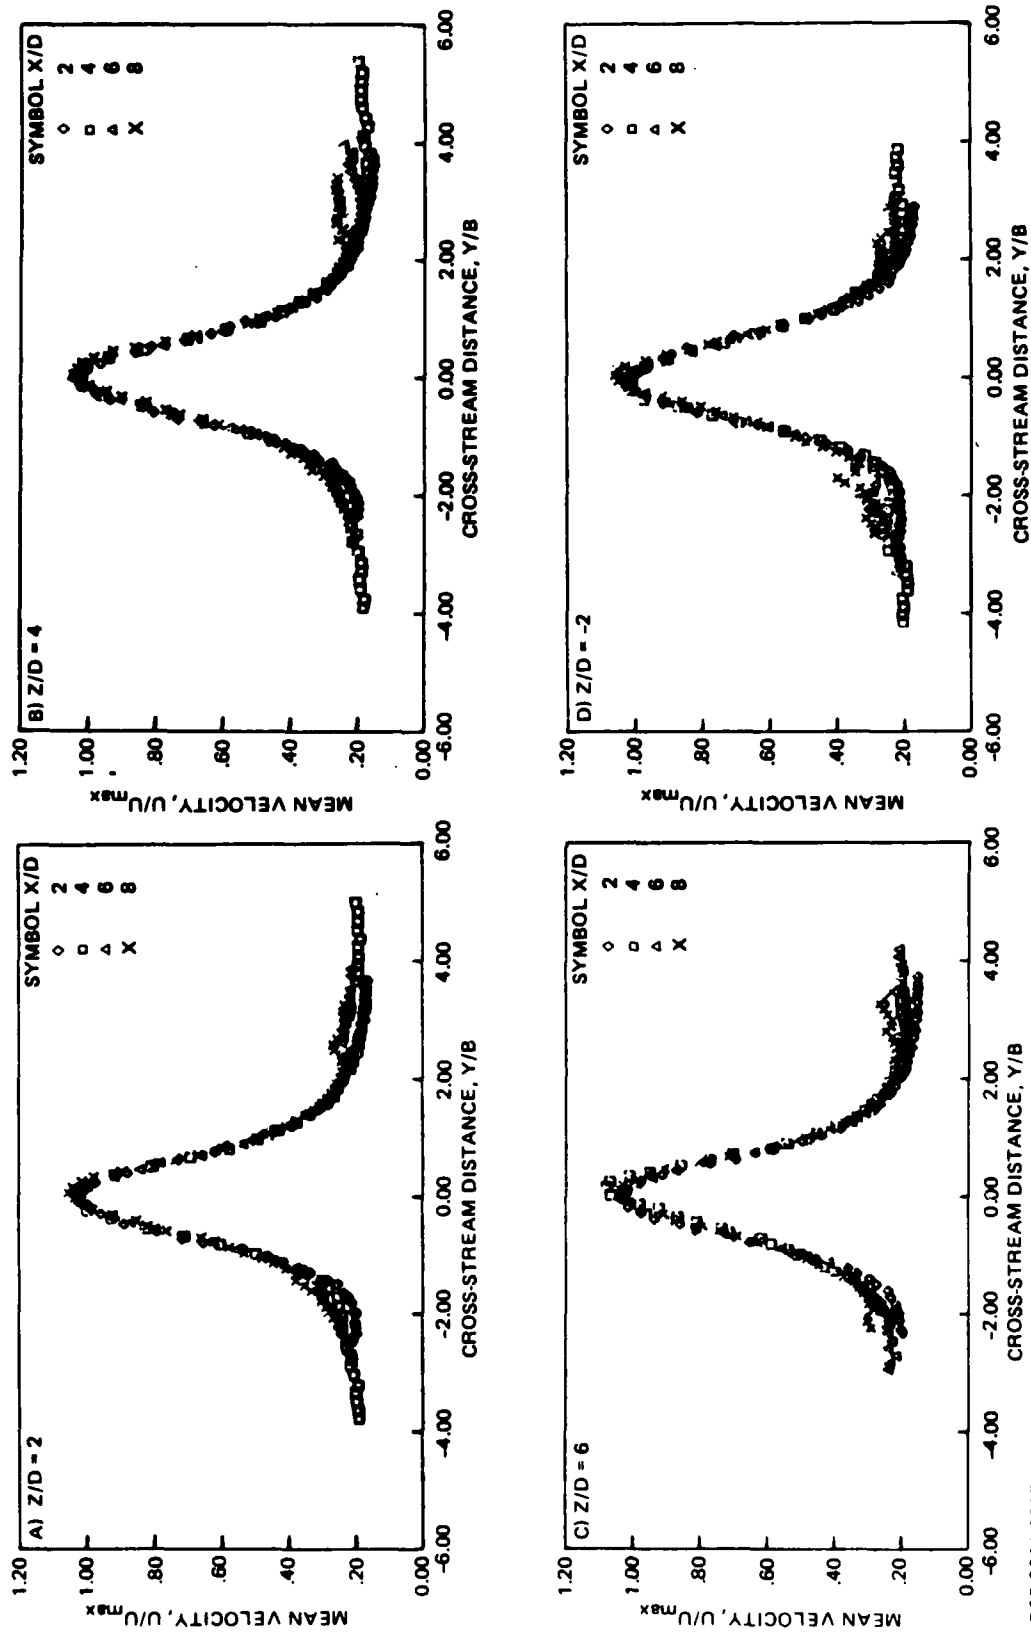 A) Z/D = 2
SYMBOL X/D
◇ 2
□ 4
△ 6
× 8
MEAN VELOCITY, U/Umax
1.20
1.00
.80
.60
.40
.20
0.00
-6.00 -4.00 -2.00 0.00 2.00 4.00 6.00
CROSS-STREAM DISTANCE, Y/B
B) Z/D = 4
SYMBOL X/D
◇ 2
□ 4
△ 6
× 8
MEAN VELOCITY, U/Umax
1.20
1.00
.80
.60
.40
.20
0.00
-6.00 -4.00 -2.00 0.00 2.00 4.00 6.00
CROSS-STREAM DISTANCE, Y/B
C) Z/D = 6
SYMBOL X/D
◇ 2
□ 4
△ 6
× 8
MEAN VELOCITY, U/Umax
1.20
1.00
.80
.60
.40
.20
0.00
-6.00 -4.00 -2.00 0.00 2.00 4.00 6.00
CROSS-STREAM DISTANCE, Y/B
D) Z/D = -2
SYMBOL X/D
◇ 2
□ 4
△ 6
× 8
MEAN VELOCITY, U/Umax
1.20
1.00
.80
.60
.40
.20
0.00
-6.00 -4.00 -2.00 0.00 2.00 4.00 6.00
CROSS-STREAM DISTANCE, Y/B